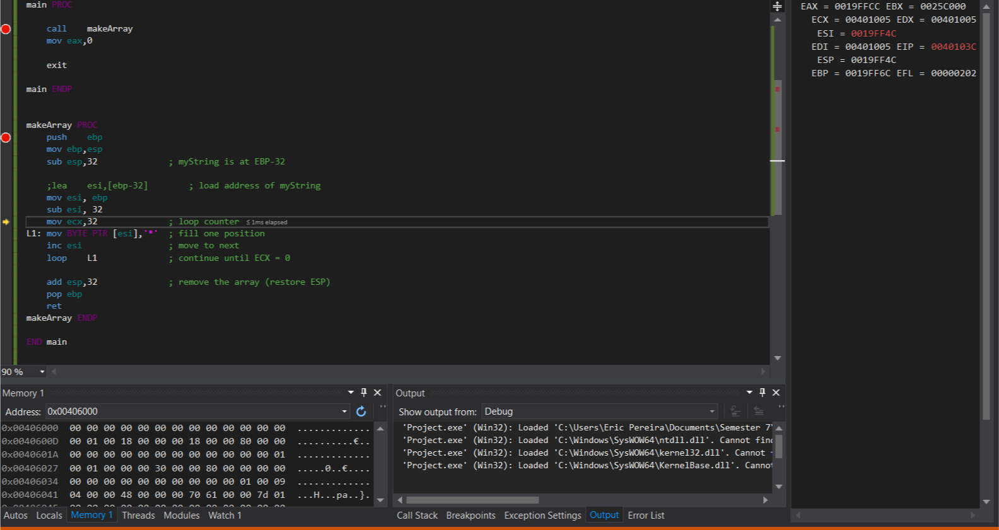 main PROC
call    makeArray
mov eax,0
exit
main ENDP
makeArray PROC
push    ebp
mov ebp,esp
sub esp,32              ; myString is at EBP-32
;lea    esi,[ebp-32]        ; load address of myString
mov esi, ebp
sub esi, 32
mov ecx,32              ; loop counter  ≤ 1ms elapsed
L1: mov BYTE PTR [esi],'*'  ; fill one position
inc esi                 ; move to next
loop    L1              ; continue until ECX = 0
add esp,32              ; remove the array (restore ESP)
pop ebp
ret
makeArray ENDP
END main
90 %
EAX = 0019FFCC EBX = 0025C000
ECX = 00401005 EDX = 00401005
ESI = 0019FF4C
EDI = 00401005 EIP = 0040103C
ESP = 0019FF4C
EBP = 0019FF6C EFL = 00000202
Memory 1
Address: 0x00406000
0x00406000  00 00 00 00 00 00 00 00 00 00 00 00 00  .............
0x0040600D  00 01 00 18 00 00 00 18 00 00 80 00 00  ..........€..
0x0040601A  00 00 00 00 00 00 00 00 00 00 00 00 01  .............
0x00406027  00 01 00 00 00 30 00 00 80 00 00 00 00  .....0..€....
0x00406034  00 00 00 00 00 00 00 00 00 00 01 00 09  .............
0x00406041  04 00 00 48 00 00 00 70 61 00 00 7d 01  ...H...pa..}.
Autos Locals Memory 1 Threads Modules Watch 1
Output
Show output from: Debug
'Project.exe' (Win32): Loaded 'C:\Users\Eric Pereira\Documents\Semester 7\
'Project.exe' (Win32): Loaded 'C:\Windows\SysWOW64\ntdll.dll'. Cannot find
'Project.exe' (Win32): Loaded 'C:\Windows\SysWOW64\kernel32.dll'. Cannot
'Project.exe' (Win32): Loaded 'C:\Windows\SysWOW64\KernelBase.dll'. Cannot
Call Stack Breakpoints Exception Settings Output Error List